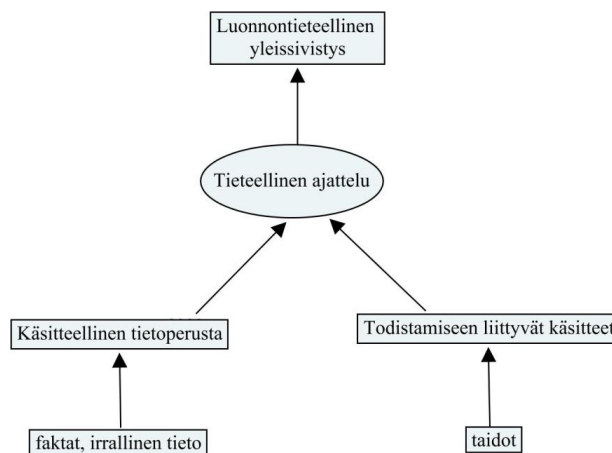 Luonnontieteellinen
yleissivistys
Tieteellinen ajattelu
Käsitteellinen tietoperusta
Todistamiseen liittyvät käsitteet
faktat, irrallinen tieto
taidot